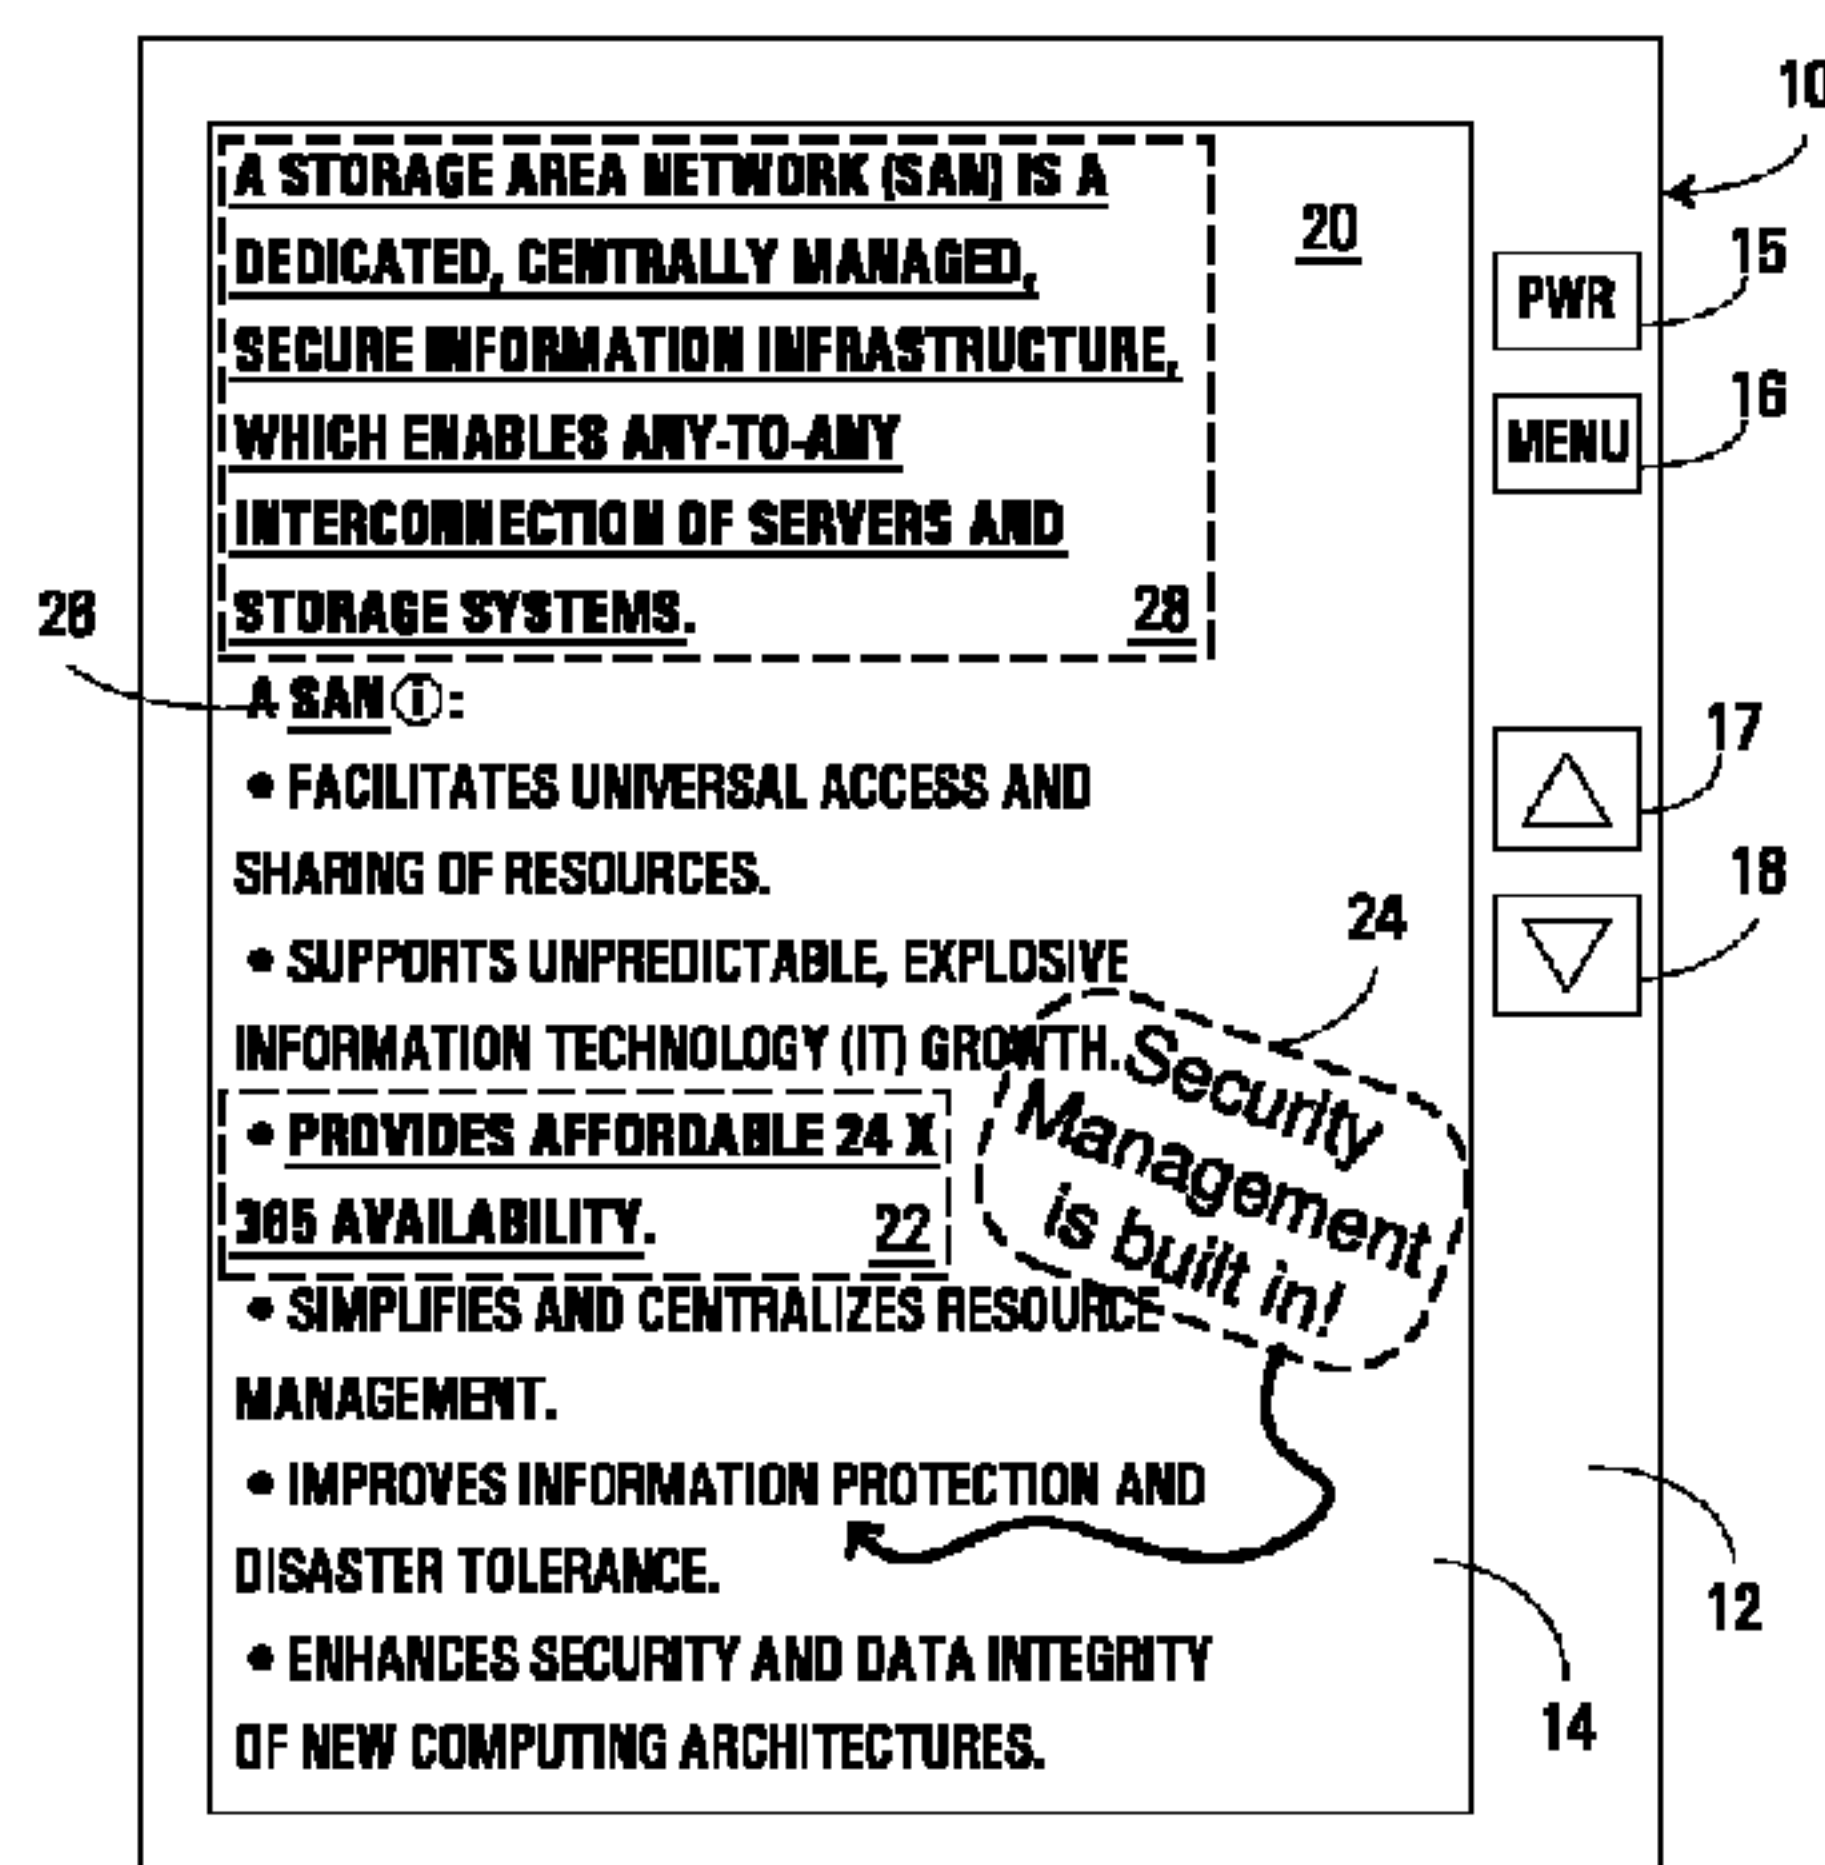 10
A STORAGE AREA NETWORK (SAN) IS A
20
DEDICATED, CENTRALLY MANAGED,
15
PWR
SECURE INFORMATION INFRASTRUCTURE,
16
WHICH ENABLES ANY-TO-ANY
MENU
INTERCONNECTION OF SERVERS AND
STORAGE SYSTEMS.
28
26
A SAN ⓘ:
17
• FACILITATES UNIVERSAL ACCESS AND
SHARING OF RESOURCES.
18
24
• SUPPORTS UNPREDICTABLE, EXPLOSIVE
INFORMATION TECHNOLOGY (IT) GROWTH.
Security
Management
is built in!
• PROVIDES AFFORDABLE 24 X
365 AVAILABILITY.
22
• SIMPLIFIES AND CENTRALIZES RESOURCE
MANAGEMENT.
• IMPROVES INFORMATION PROTECTION AND
DISASTER TOLERANCE.
12
• ENHANCES SECURITY AND DATA INTEGRITY
14
OF NEW COMPUTING ARCHITECTURES.